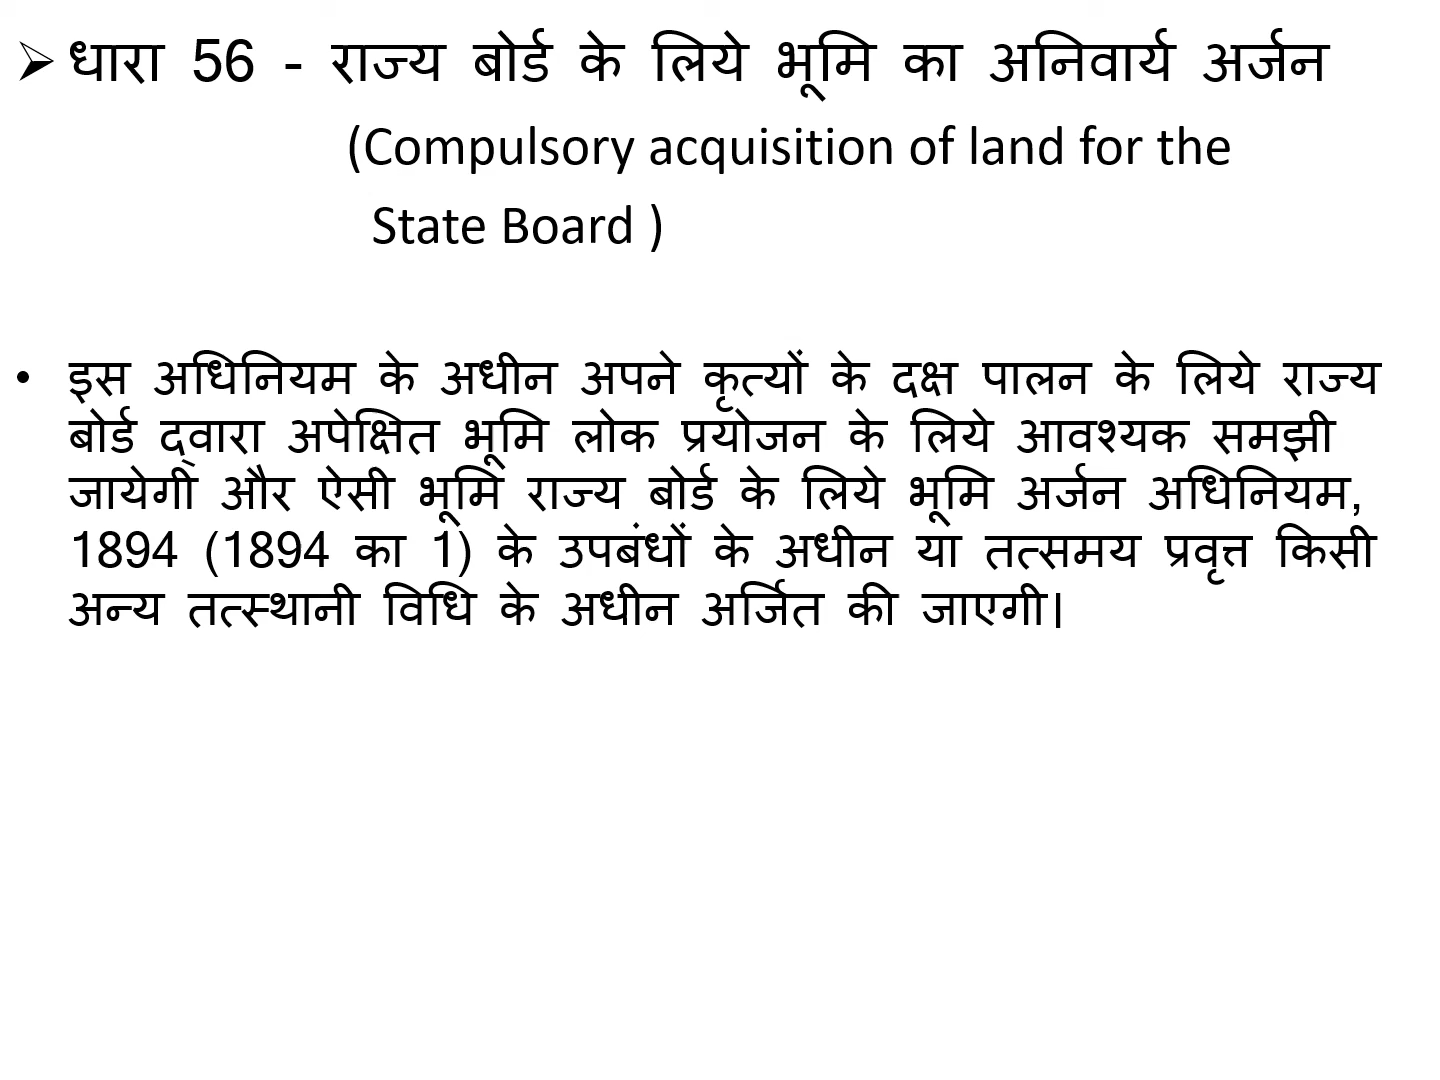 ➢ धारा 56 - राज्य बोर्ड के लिये भूमि का अनिवार्य अर्जन
(Compulsory acquisition of land for the
State Board )
• इस अधिनियम के अधीन अपने कृत्यों के दक्ष पालन के लिये राज्य
बोर्ड द्वारा अपेक्षित भूमि लोक प्रयोजन के लिये आवश्यक समझी
जायेगी और ऐसी भूमि राज्य बोर्ड के लिये भूमि अर्जन अधिनियम,
1894 (1894 का 1) के उपबंधों के अधीन या तत्समय प्रवृत्त किसी
अन्य तत्स्थानी विधि के अधीन अर्जित की जाएगी।